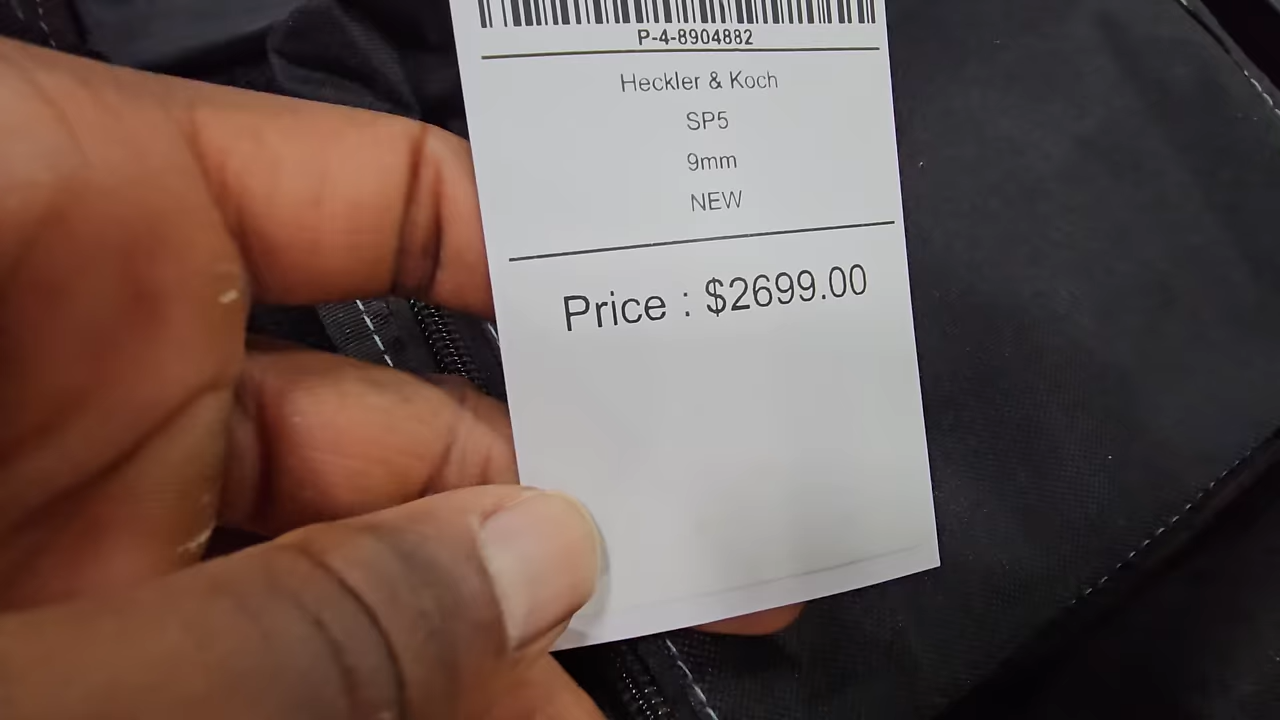 P-4-8904882
Heckler & Koch
SP5
9mm
NEW
Price : $2699.00